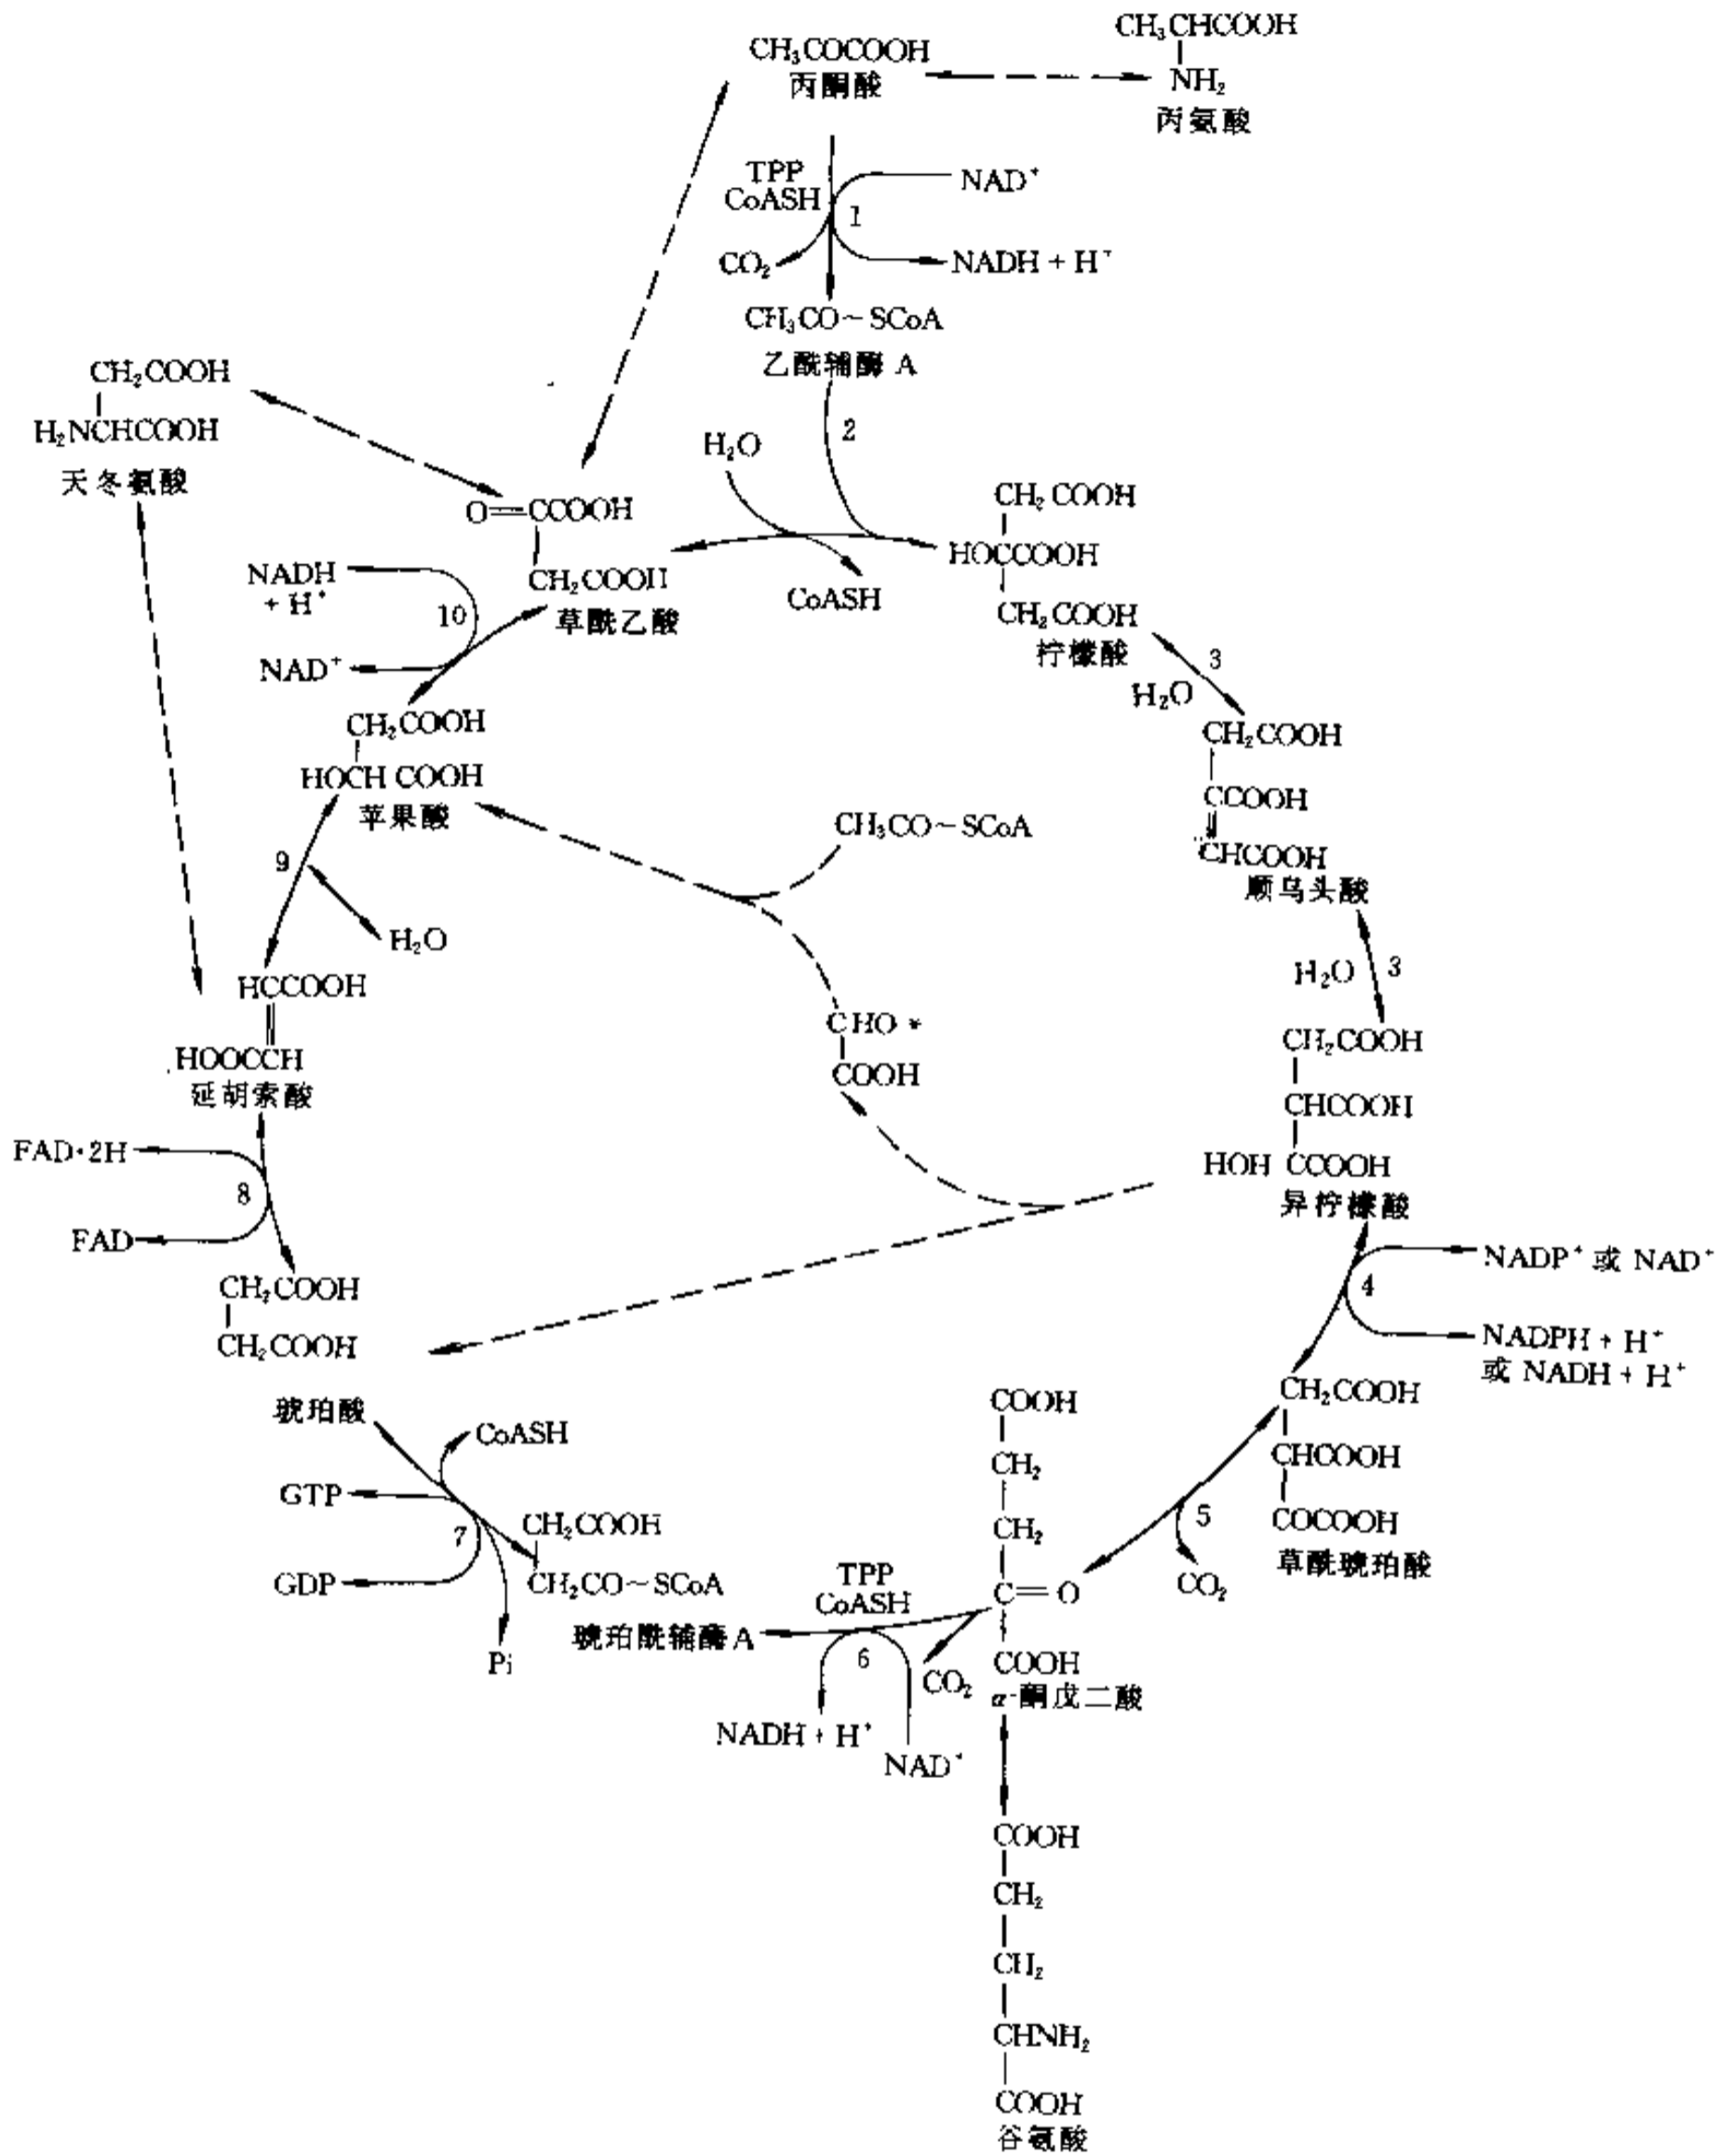 CH₃COCOOH
丙酮酸
CH₃CHCOOH
NH₂
丙氨酸
TPP
CoASH
NAD⁺
1
CO₂
NADH + H⁺
CH₃CO~SCoA
乙酰辅酶 A
2
CH₂COOH
H₂NCHCOOH
天冬氨酸
H₂O
CoASH
O=CCOOH
CH₂COOH
草酰乙酸
CH₂COOH
HOCCOOH
CH₂COOH
柠檬酸
3
H₂O
NADH
+ H⁺
10
NAD⁺
CH₂COOH
HOCH COOH
苹果酸
CH₂COOH
CCOOH
CHCOOH
顺乌头酸
CH₃CO~SCoA
9
H₂O
H₂O
3
HCCOOH
HOOCCH
延胡索酸
CHO *
COOH
CH₂COOH
CHCOOH
HOH CCOOH
异柠檬酸
FAD·2H
8
FAD
CH₂COOH
CH₂COOH
琥珀酸
NADP⁺ 或 NAD⁺
4
NADPH + H⁺
或 NADH + H⁺
CH₂COOH
CHCOOH
COCOOH
草酰琥珀酸
5
CO₂
CoASH
GTP
7
GDP
Pi
CH₂COOH
CH₂CO~SCoA
琥珀酰辅酶 A
TPP
CoASH
6
CO₂
NADH + H⁺
NAD⁺
COOH
CH₂
CH₂
C=O
COOH
α-酮戊二酸
COOH
CH₂
CH₂
CHNH₂
COOH
谷氨酸